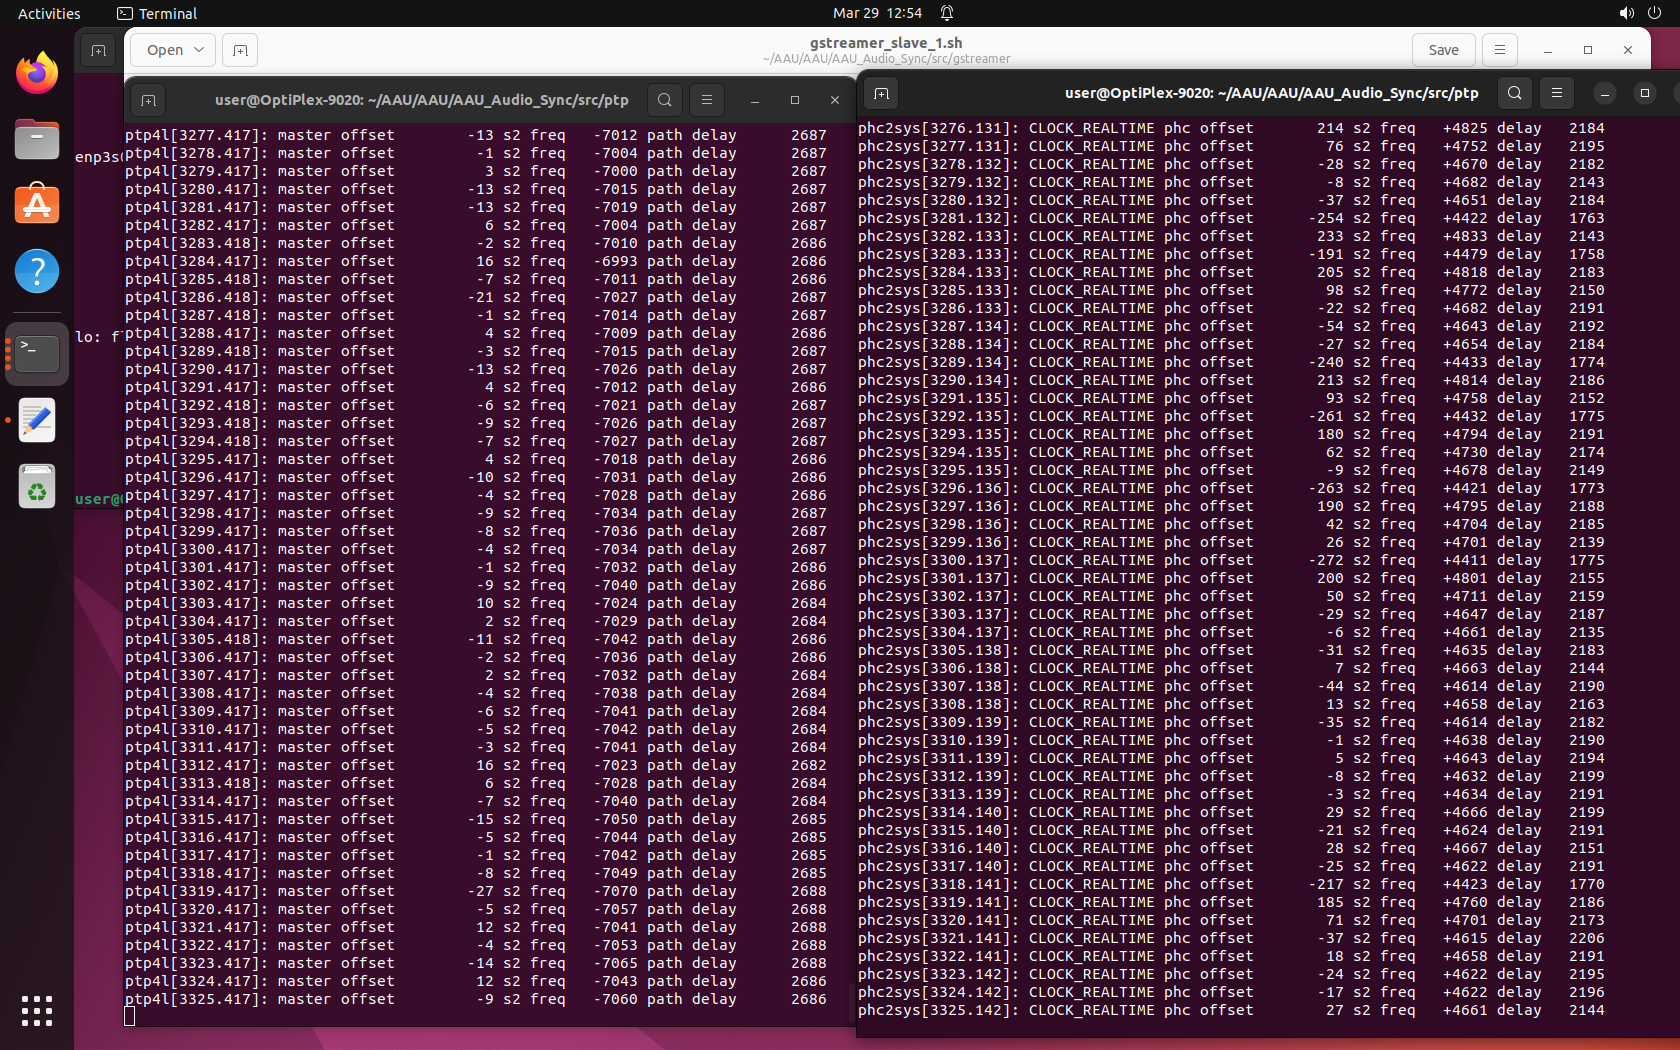 Activities
Terminal
Mar 29 12:54
Open
gstreamer_slave_1.sh
~/AAU/AAU/AAU_Audio_Sync/src/gstreamer
Save
enp3s
lo: f
user@
user@OptiPlex-9020: ~/AAU/AAU/AAU_Audio_Sync/src/ptp
ptp4l[3277.417]: master offset -13 s2 freq -7012 path delay 2687
ptp4l[3278.417]: master offset -1 s2 freq -7004 path delay 2687
ptp4l[3279.417]: master offset 3 s2 freq -7000 path delay 2687
ptp4l[3280.417]: master offset -13 s2 freq -7015 path delay 2687
ptp4l[3281.417]: master offset -13 s2 freq -7019 path delay 2687
ptp4l[3282.417]: master offset 6 s2 freq -7004 path delay 2687
ptp4l[3283.418]: master offset -2 s2 freq -7010 path delay 2686
ptp4l[3284.417]: master offset 16 s2 freq -6993 path delay 2686
ptp4l[3285.418]: master offset -7 s2 freq -7011 path delay 2686
ptp4l[3286.418]: master offset -21 s2 freq -7027 path delay 2687
ptp4l[3287.418]: master offset -1 s2 freq -7014 path delay 2687
ptp4l[3288.417]: master offset 4 s2 freq -7009 path delay 2686
ptp4l[3289.418]: master offset -3 s2 freq -7015 path delay 2687
ptp4l[3290.417]: master offset -13 s2 freq -7026 path delay 2687
ptp4l[3291.417]: master offset 4 s2 freq -7012 path delay 2686
ptp4l[3292.418]: master offset -6 s2 freq -7021 path delay 2687
ptp4l[3293.418]: master offset -9 s2 freq -7026 path delay 2687
ptp4l[3294.418]: master offset -7 s2 freq -7027 path delay 2687
ptp4l[3295.417]: master offset 4 s2 freq -7018 path delay 2686
ptp4l[3296.417]: master offset -10 s2 freq -7031 path delay 2686
ptp4l[3297.418]: master offset -4 s2 freq -7028 path delay 2686
ptp4l[3298.417]: master offset -9 s2 freq -7034 path delay 2687
ptp4l[3299.417]: master offset -8 s2 freq -7036 path delay 2687
ptp4l[3300.417]: master offset -4 s2 freq -7034 path delay 2687
ptp4l[3301.417]: master offset -1 s2 freq -7032 path delay 2686
ptp4l[3302.417]: master offset -9 s2 freq -7040 path delay 2686
ptp4l[3303.417]: master offset 10 s2 freq -7024 path delay 2684
ptp4l[3304.417]: master offset 2 s2 freq -7029 path delay 2684
ptp4l[3305.418]: master offset -11 s2 freq -7042 path delay 2686
ptp4l[3306.417]: master offset -2 s2 freq -7036 path delay 2686
ptp4l[3307.417]: master offset 2 s2 freq -7032 path delay 2684
ptp4l[3308.417]: master offset -4 s2 freq -7038 path delay 2684
ptp4l[3309.417]: master offset -6 s2 freq -7041 path delay 2684
ptp4l[3310.417]: master offset -5 s2 freq -7042 path delay 2684
ptp4l[3311.417]: master offset -3 s2 freq -7041 path delay 2684
ptp4l[3312.417]: master offset 16 s2 freq -7023 path delay 2682
ptp4l[3313.418]: master offset 6 s2 freq -7028 path delay 2684
ptp4l[3314.417]: master offset -7 s2 freq -7040 path delay 2684
ptp4l[3315.417]: master offset -15 s2 freq -7050 path delay 2685
ptp4l[3316.417]: master offset -5 s2 freq -7044 path delay 2685
ptp4l[3317.417]: master offset -1 s2 freq -7042 path delay 2685
ptp4l[3318.417]: master offset -8 s2 freq -7049 path delay 2685
ptp4l[3319.417]: master offset -27 s2 freq -7070 path delay 2688
ptp4l[3320.417]: master offset -5 s2 freq -7057 path delay 2688
ptp4l[3321.417]: master offset 12 s2 freq -7041 path delay 2688
ptp4l[3322.417]: master offset -4 s2 freq -7053 path delay 2688
ptp4l[3323.417]: master offset -14 s2 freq -7065 path delay 2688
ptp4l[3324.417]: master offset 12 s2 freq -7043 path delay 2686
ptp4l[3325.417]: master offset -9 s2 freq -7060 path delay 2686
user@OptiPlex-9020: ~/AAU/AAU/AAU_Audio_Sync/src/ptp
phc2sys[3276.131]: CLOCK_REALTIME phc offset 214 s2 freq +4825 delay 2184
phc2sys[3277.131]: CLOCK_REALTIME phc offset 76 s2 freq +4752 delay 2195
phc2sys[3278.132]: CLOCK_REALTIME phc offset -28 s2 freq +4670 delay 2182
phc2sys[3279.132]: CLOCK_REALTIME phc offset -8 s2 freq +4682 delay 2143
phc2sys[3280.132]: CLOCK_REALTIME phc offset -37 s2 freq +4651 delay 2184
phc2sys[3281.132]: CLOCK_REALTIME phc offset -254 s2 freq +4422 delay 1763
phc2sys[3282.133]: CLOCK_REALTIME phc offset 233 s2 freq +4833 delay 2143
phc2sys[3283.133]: CLOCK_REALTIME phc offset -191 s2 freq +4479 delay 1758
phc2sys[3284.133]: CLOCK_REALTIME phc offset 205 s2 freq +4818 delay 2183
phc2sys[3285.133]: CLOCK_REALTIME phc offset 98 s2 freq +4772 delay 2150
phc2sys[3286.133]: CLOCK_REALTIME phc offset -22 s2 freq +4682 delay 2191
phc2sys[3287.134]: CLOCK_REALTIME phc offset -54 s2 freq +4643 delay 2192
phc2sys[3288.134]: CLOCK_REALTIME phc offset -27 s2 freq +4654 delay 2184
phc2sys[3289.134]: CLOCK_REALTIME phc offset -240 s2 freq +4433 delay 1774
phc2sys[3290.134]: CLOCK_REALTIME phc offset 213 s2 freq +4814 delay 2186
phc2sys[3291.135]: CLOCK_REALTIME phc offset 93 s2 freq +4758 delay 2152
phc2sys[3292.135]: CLOCK_REALTIME phc offset -261 s2 freq +4432 delay 1775
phc2sys[3293.135]: CLOCK_REALTIME phc offset 180 s2 freq +4794 delay 2191
phc2sys[3294.135]: CLOCK_REALTIME phc offset 62 s2 freq +4730 delay 2174
phc2sys[3295.135]: CLOCK_REALTIME phc offset -9 s2 freq +4678 delay 2149
phc2sys[3296.136]: CLOCK_REALTIME phc offset -263 s2 freq +4421 delay 1773
phc2sys[3297.136]: CLOCK_REALTIME phc offset 190 s2 freq +4795 delay 2188
phc2sys[3298.136]: CLOCK_REALTIME phc offset 42 s2 freq +4704 delay 2185
phc2sys[3299.136]: CLOCK_REALTIME phc offset 26 s2 freq +4701 delay 2139
phc2sys[3300.137]: CLOCK_REALTIME phc offset -272 s2 freq +4411 delay 1775
phc2sys[3301.137]: CLOCK_REALTIME phc offset 200 s2 freq +4801 delay 2155
phc2sys[3302.137]: CLOCK_REALTIME phc offset 50 s2 freq +4711 delay 2159
phc2sys[3303.137]: CLOCK_REALTIME phc offset -29 s2 freq +4647 delay 2187
phc2sys[3304.137]: CLOCK_REALTIME phc offset -6 s2 freq +4661 delay 2135
phc2sys[3305.138]: CLOCK_REALTIME phc offset -31 s2 freq +4635 delay 2183
phc2sys[3306.138]: CLOCK_REALTIME phc offset 7 s2 freq +4663 delay 2144
phc2sys[3307.138]: CLOCK_REALTIME phc offset -44 s2 freq +4614 delay 2190
phc2sys[3308.138]: CLOCK_REALTIME phc offset 13 s2 freq +4658 delay 2163
phc2sys[3309.139]: CLOCK_REALTIME phc offset -35 s2 freq +4614 delay 2182
phc2sys[3310.139]: CLOCK_REALTIME phc offset -1 s2 freq +4638 delay 2190
phc2sys[3311.139]: CLOCK_REALTIME phc offset 5 s2 freq +4643 delay 2194
phc2sys[3312.139]: CLOCK_REALTIME phc offset -8 s2 freq +4632 delay 2199
phc2sys[3313.139]: CLOCK_REALTIME phc offset -3 s2 freq +4634 delay 2191
phc2sys[3314.140]: CLOCK_REALTIME phc offset 29 s2 freq +4666 delay 2199
phc2sys[3315.140]: CLOCK_REALTIME phc offset -21 s2 freq +4624 delay 2191
phc2sys[3316.140]: CLOCK_REALTIME phc offset 28 s2 freq +4667 delay 2151
phc2sys[3317.140]: CLOCK_REALTIME phc offset -25 s2 freq +4622 delay 2191
phc2sys[3318.141]: CLOCK_REALTIME phc offset -217 s2 freq +4423 delay 1770
phc2sys[3319.141]: CLOCK_REALTIME phc offset 185 s2 freq +4760 delay 2186
phc2sys[3320.141]: CLOCK_REALTIME phc offset 71 s2 freq +4701 delay 2173
phc2sys[3321.141]: CLOCK_REALTIME phc offset -37 s2 freq +4615 delay 2206
phc2sys[3322.141]: CLOCK_REALTIME phc offset 18 s2 freq +4658 delay 2191
phc2sys[3323.142]: CLOCK_REALTIME phc offset -24 s2 freq +4622 delay 2195
phc2sys[3324.142]: CLOCK_REALTIME phc offset -17 s2 freq +4622 delay 2196
phc2sys[3325.142]: CLOCK_REALTIME phc offset 27 s2 freq +4661 delay 2144